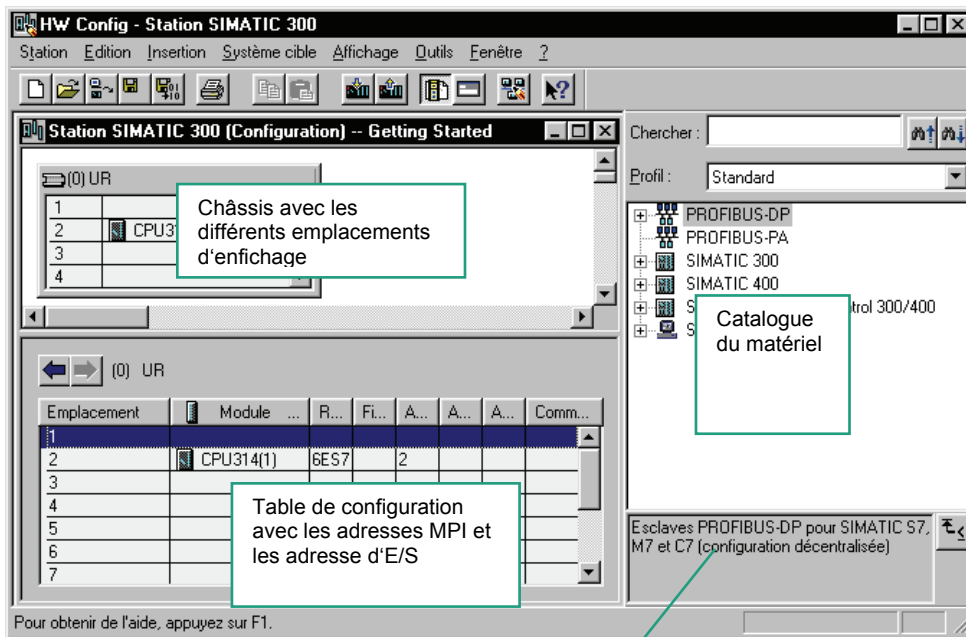 HW Config - Station SIMATIC 300
Station Edition Insertion Système cible Affichage Outils Fenêtre ?
Station SIMATIC 300 (Configuration) -- Getting Started
(0) UR
1
2 CPU3
3
4
Châssis avec les
différents emplacements
d'enfichage
Chercher :
Profil : Standard
PROFIBUS-DP
PROFIBUS-PA
SIMATIC 300
SIMATIC 400
S trol 300/400
S
Catalogue
du matériel
(0) UR
Emplacement Module ... R... Fi... A... A... A... Comm...
1
2 CPU314(1) 6ES7 2
3
4
5
6
7
Table de configuration
avec les adresses MPI et
les adresse d'E/S
Esclaves PROFIBUS-DP pour SIMATIC S7,
M7 et C7 (configuration décentralisée)
Pour obtenir de l'aide, appuyez sur F1.